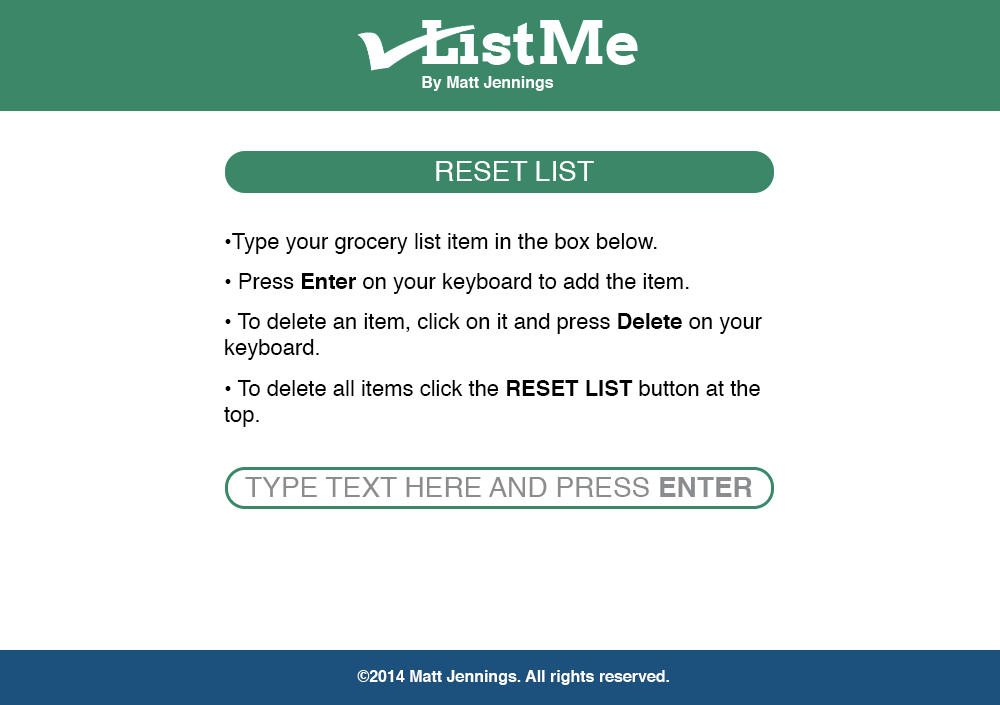 ListMe
By Matt Jennings
RESET LIST
•Type your grocery list item in the box below.
• Press Enter on your keyboard to add the item.
• To delete an item, click on it and press Delete on your
keyboard.
• To delete all items click the RESET LIST button at the
top.
TYPE TEXT HERE AND PRESS ENTER
©2014 Matt Jennings. All rights reserved.